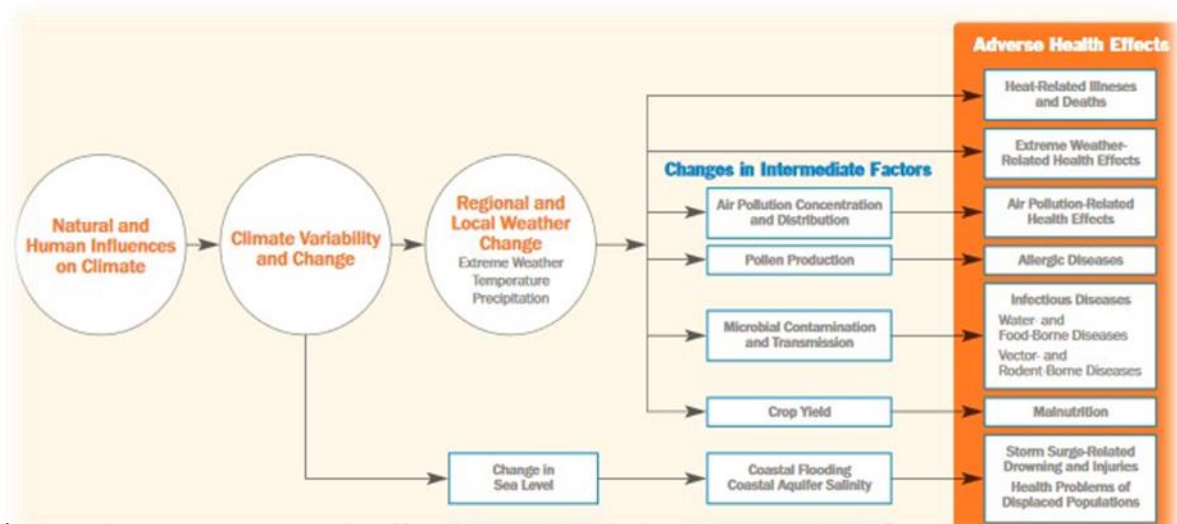 Adverse Health Effects
Heat-Related Illneses
and Deaths
Extreme Weather-
Related Health Effects
Changes in Intermediate Factors
Natural and
Human Influences
on Climate
Climate Variability
and Change
Regional and
Local Weather
Change
Extreme Weather
Temperature
Precipitation
Air Pollution Concentration
and Distribution
Air Pollution-Related
Health Effects
Pollen Production
Allergic Diseases
Microbial Contamination
and Transmission
Infectious Diseases
Water- and
Food-Borne Diseases
Vector- and
Rodent-Borne Diseases
Crop Yield
Malnutrition
Change in
Sea Level
Coastal Flooding
Coastal Aquifer Salinity
Storm Surgo-Related
Drowning and Injuries
Health Problems of
Displaced Populations